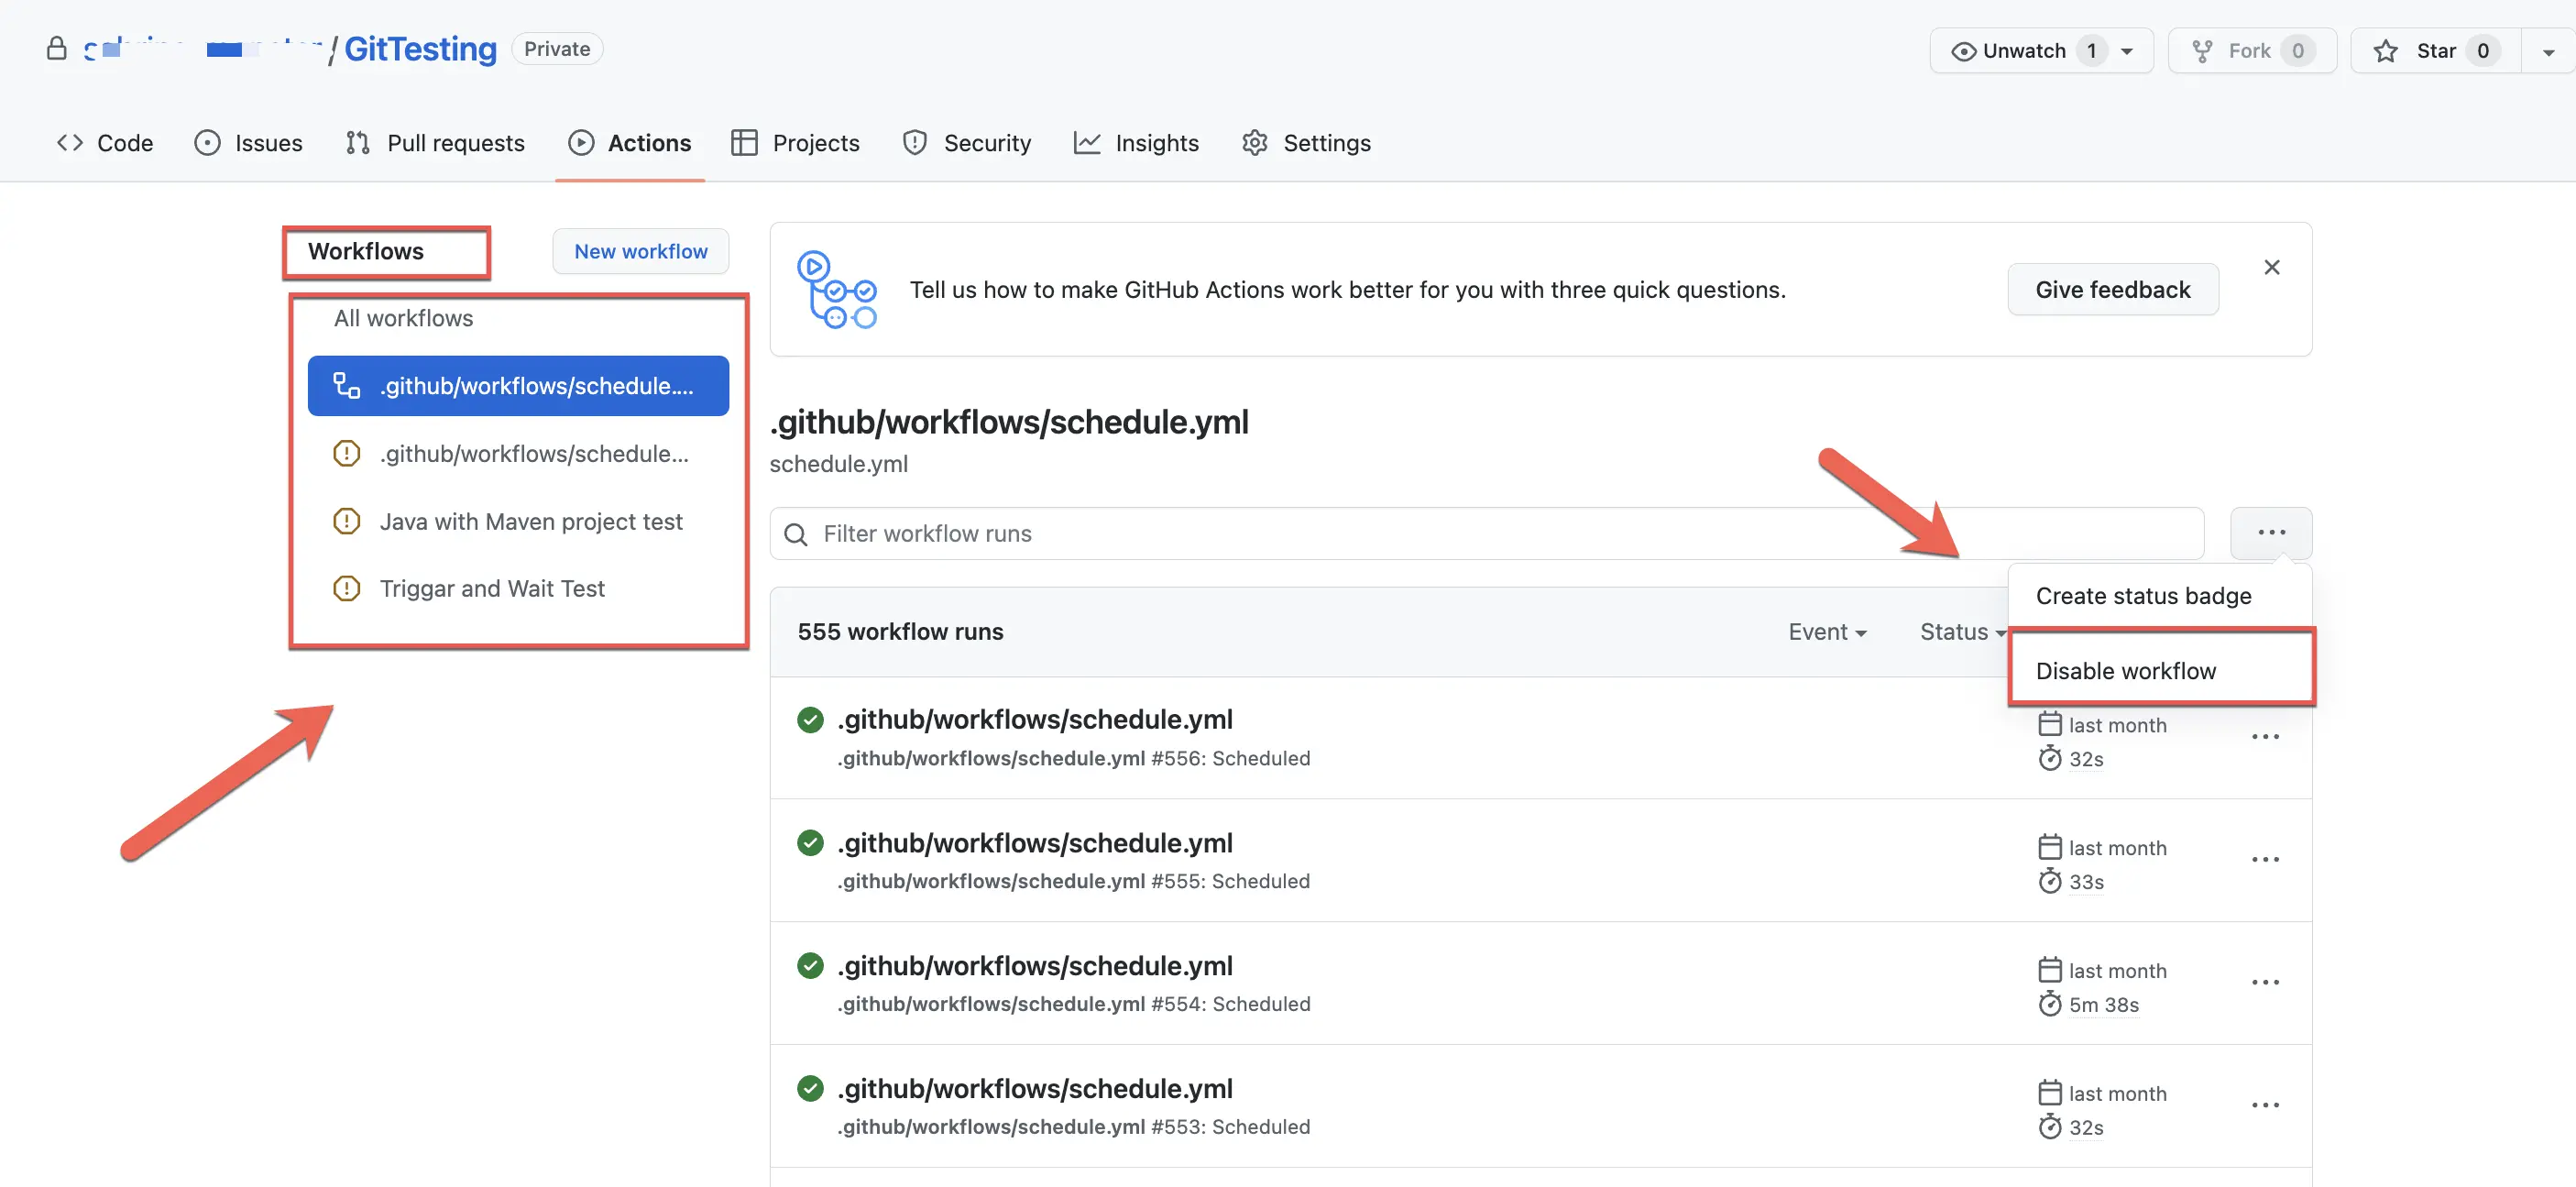 / GitTesting Private
Unwatch 1 Fork 0 Star 0
Code Issues Pull requests Actions Projects Security Insights Settings
Workflows
New workflow
All workflows
.github/workflows/schedule....
.github/workflows/schedule...
Java with Maven project test
Triggar and Wait Test
Tell us how to make GitHub Actions work better for you with three quick questions.
Give feedback
.github/workflows/schedule.yml
schedule.yml
Filter workflow runs
Create status badge
Disable workflow
555 workflow runs
Event Status
.github/workflows/schedule.yml
.github/workflows/schedule.yml #556: Scheduled
last month
32s
.github/workflows/schedule.yml
.github/workflows/schedule.yml #555: Scheduled
last month
33s
.github/workflows/schedule.yml
.github/workflows/schedule.yml #554: Scheduled
last month
5m 38s
.github/workflows/schedule.yml
.github/workflows/schedule.yml #553: Scheduled
last month
32s